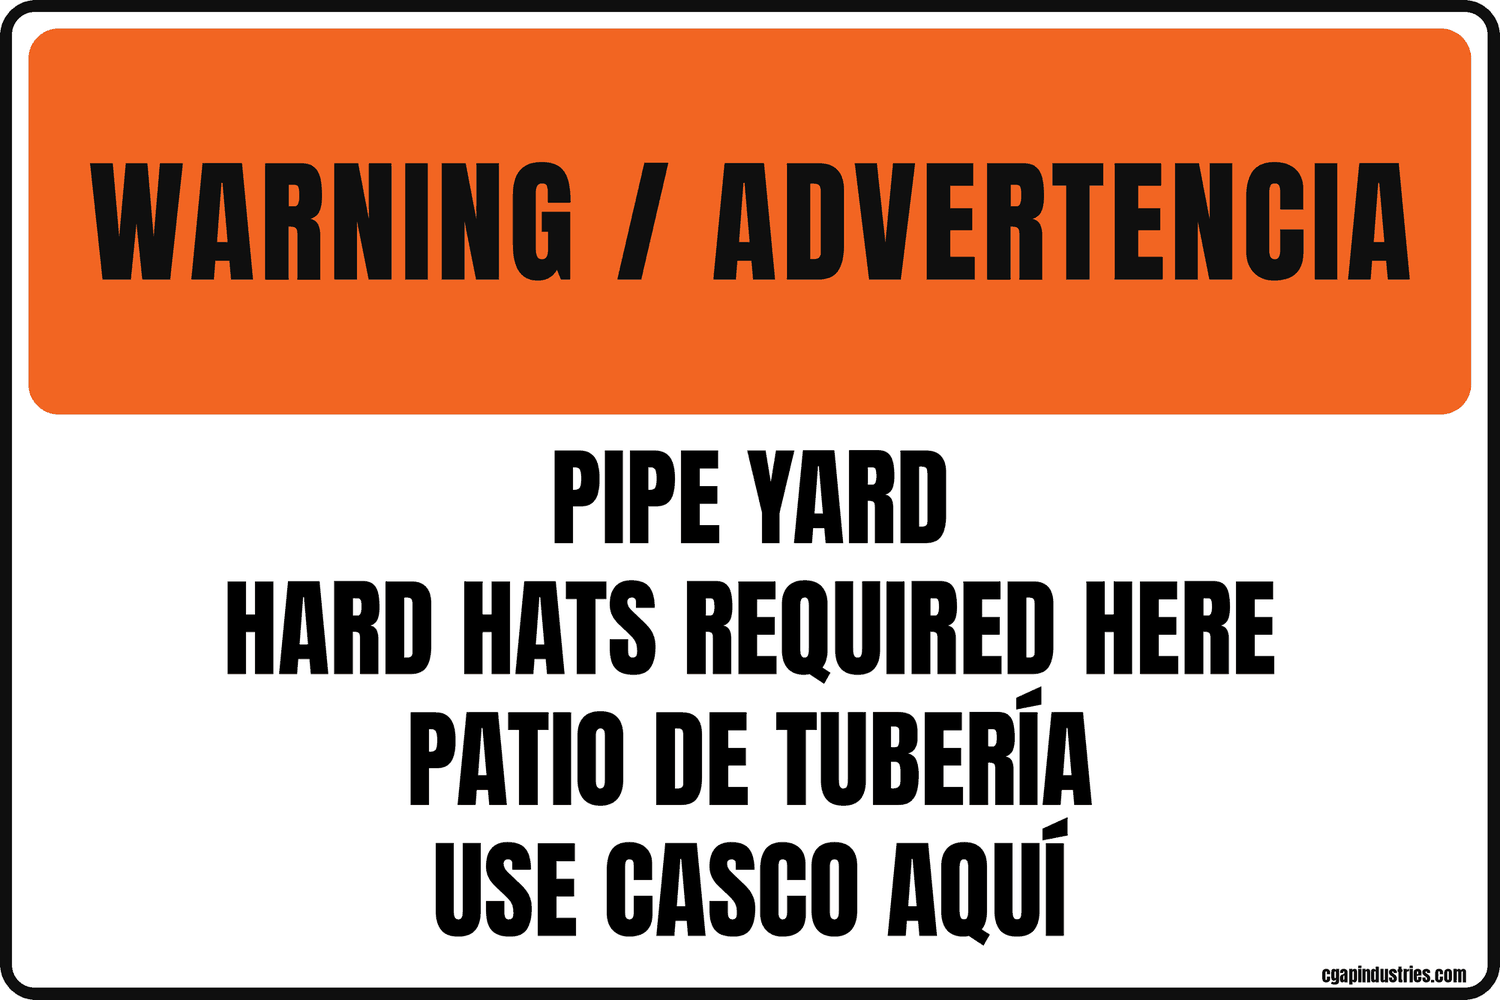 WARNING / ADVERTENCIA
PIPE YARD
HARD HATS REQUIRED HERE
PATIO DE TUBERÍA
USE CASCO AQUÍ
cgapindustries.com